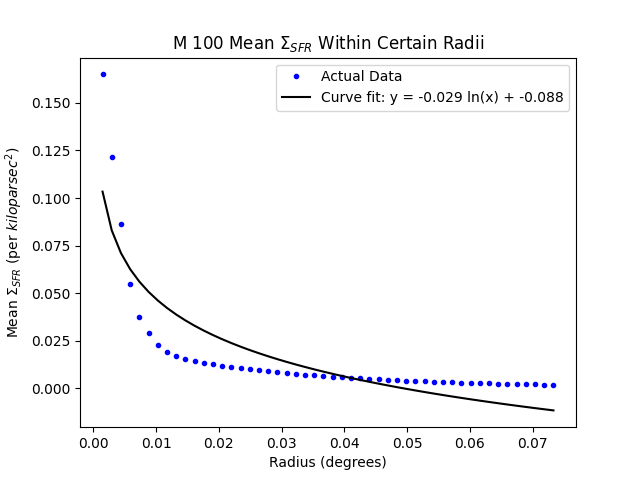 M 100 Mean Σ_SFR Within Certain Radii
Actual Data
Curve fit: y = -0.029 ln(x) + -0.088
Mean Σ_SFR (per kiloparsec²)
0.150
0.125
0.100
0.075
0.050
0.025
0.000
0.00 0.01 0.02 0.03 0.04 0.05 0.06 0.07
Radius (degrees)